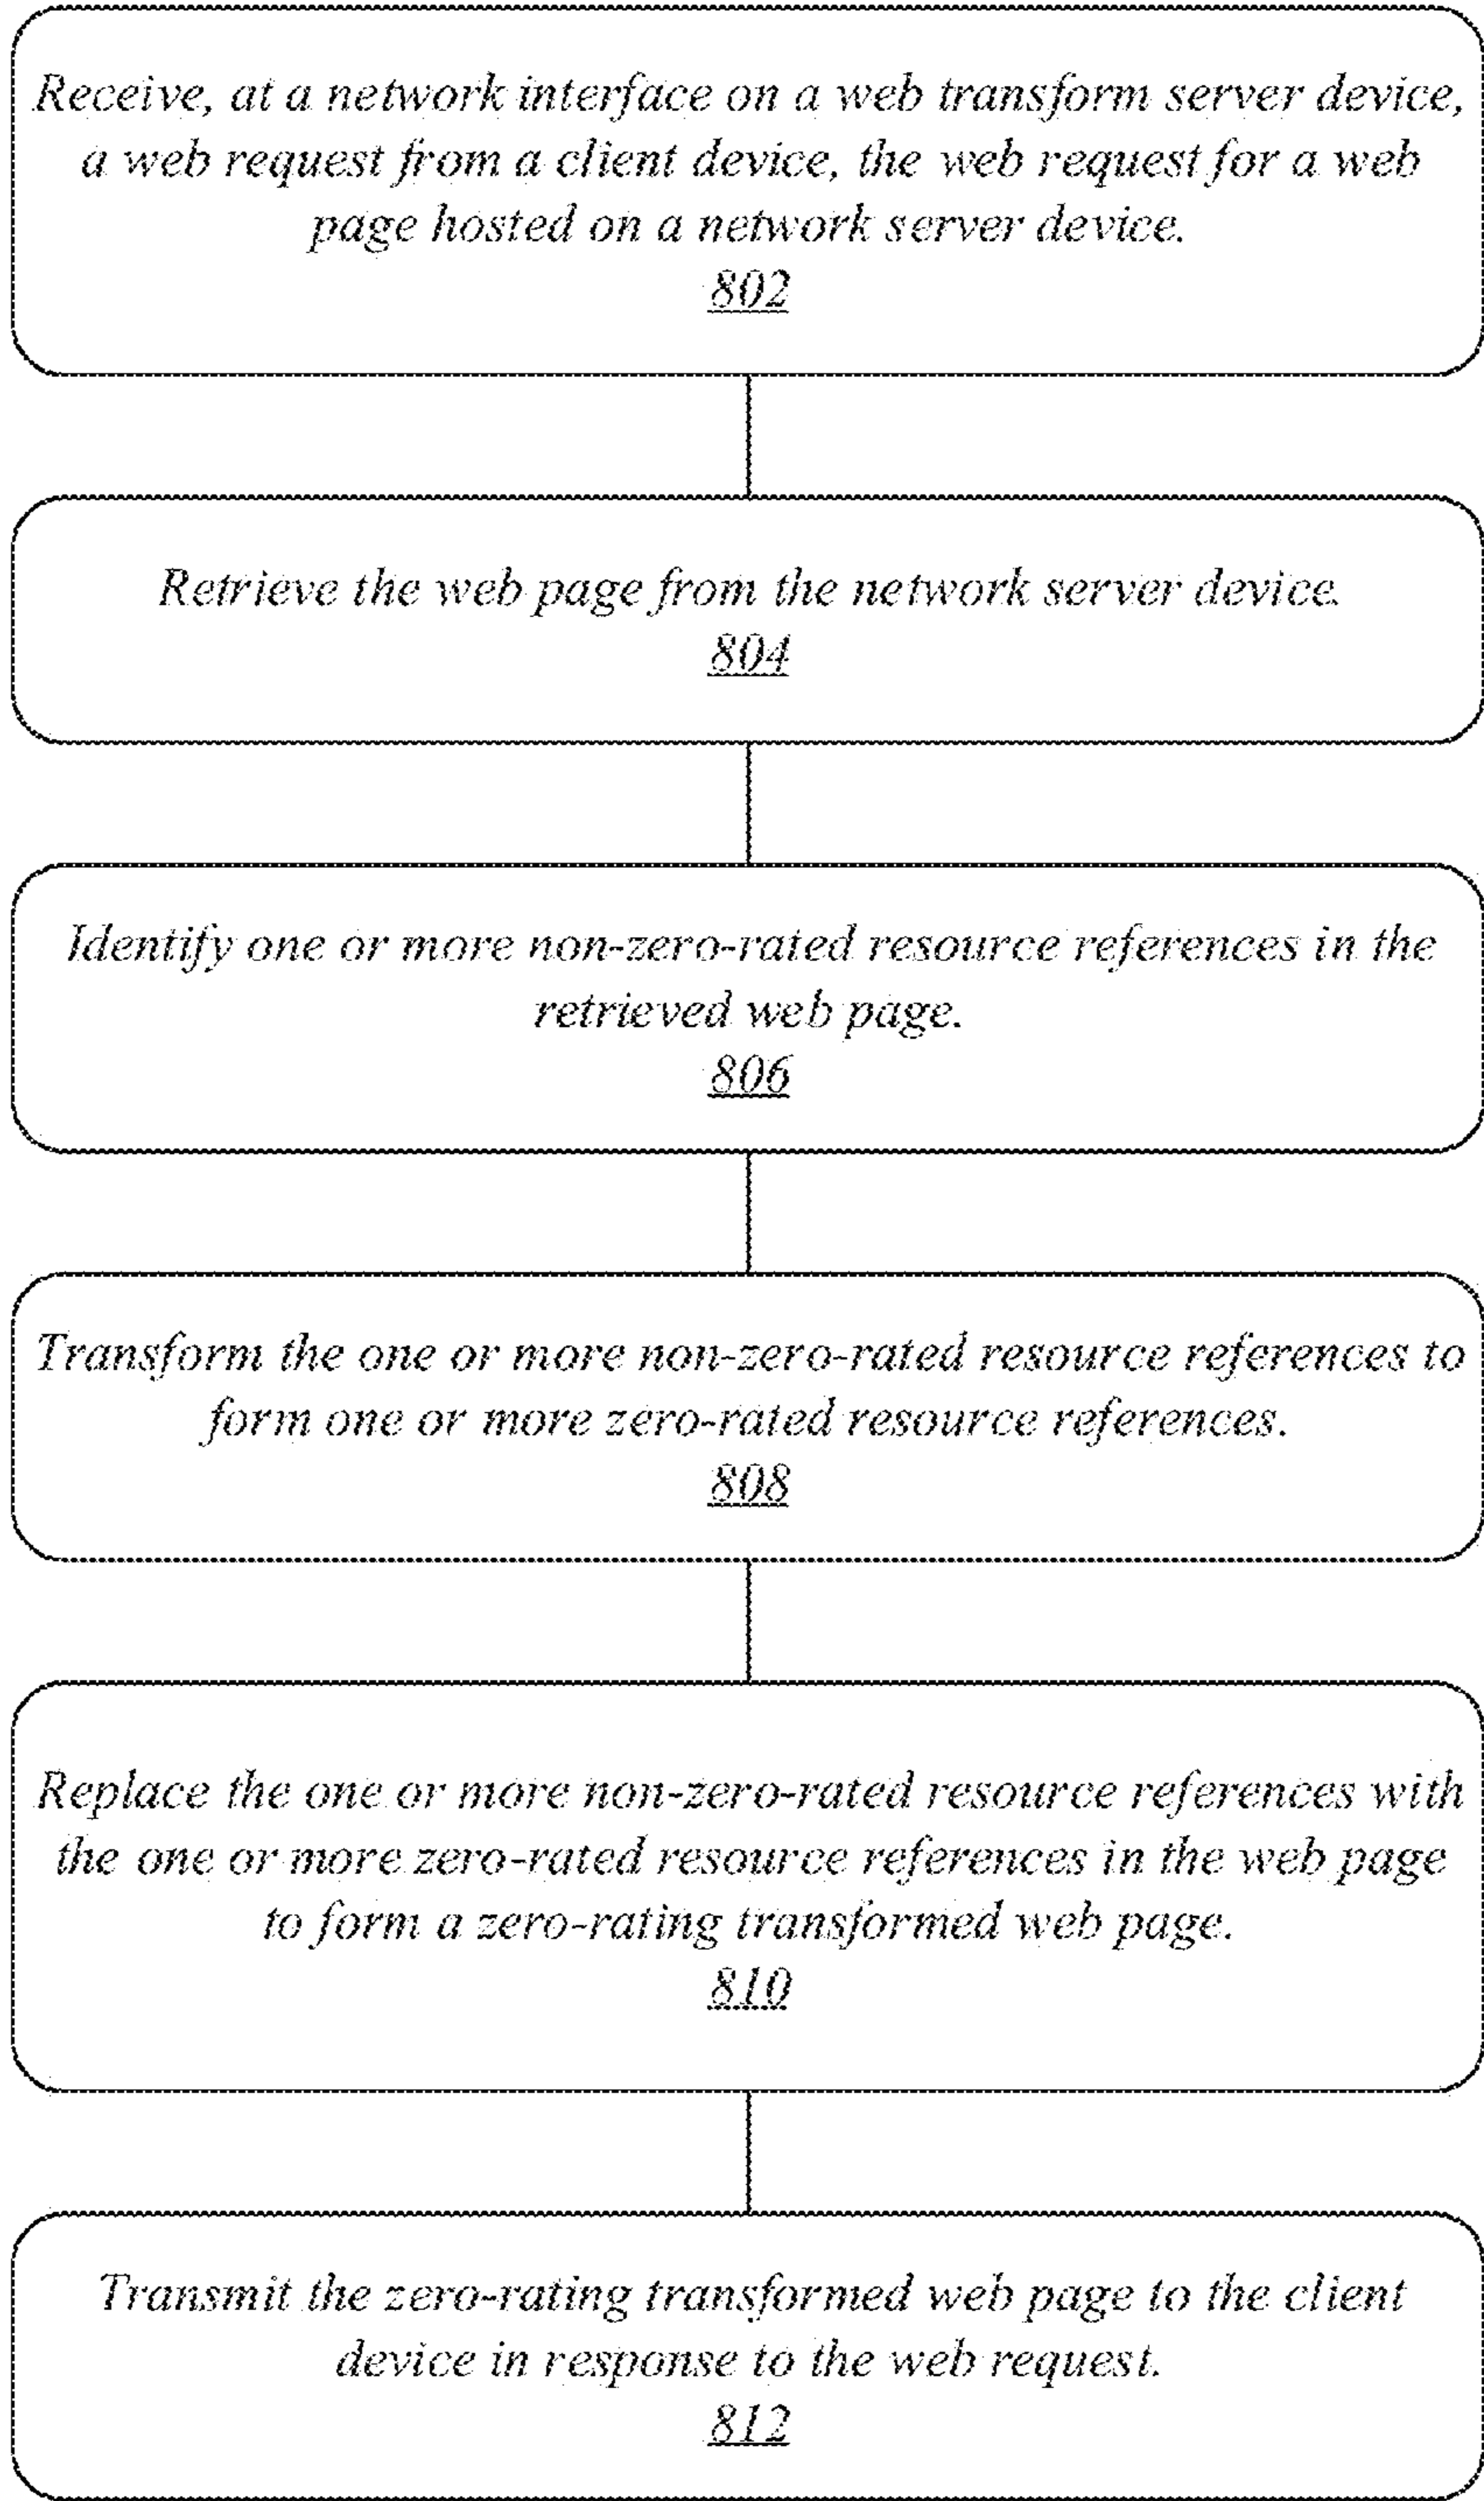 Receive, at a network interface on a web transform server device,
a web request from a client device, the web request for a web
page hosted on a network server device.
802
Retrieve the web page from the network server device.
804
Identify one or more non-zero-rated resource references in the
retrieved web page.
806
Transform the one or more non-zero-rated resource references to
form one or more zero-rated resource references.
808
Replace the one or more non-zero-rated resource references with
the one or more zero-rated resource references in the web page
to form a zero-rating transformed web page.
810
Transmit the zero-rating transformed web page to the client
device in response to the web request.
812